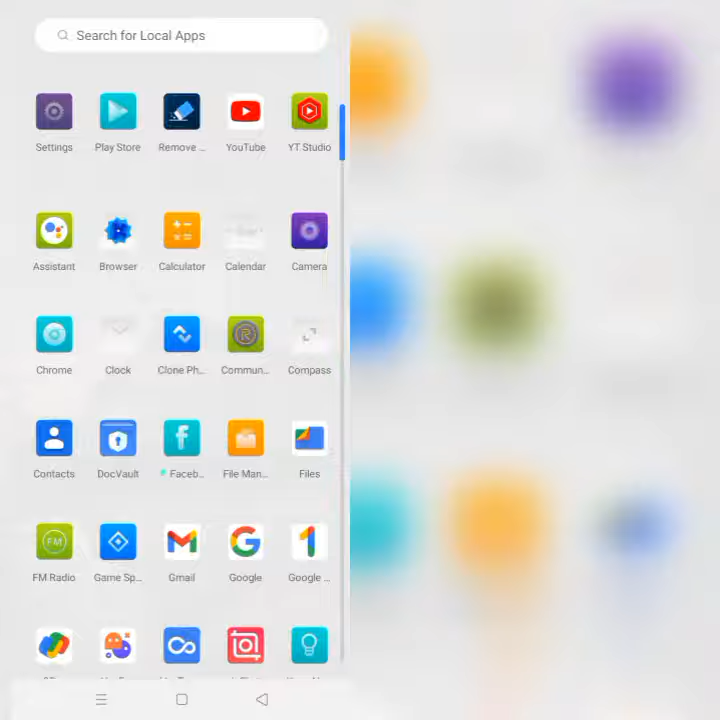 Search for Local Apps
Settings Play Store Remove ... YouTube YT Studio
Assistant Browser Calculator Calendar Camera
Chrome Clock Clone Ph... Commun... Compass
Contacts DocVault Faceb... File Man... Files
FM
FM Radio Game Sp... Gmail Google Google ...